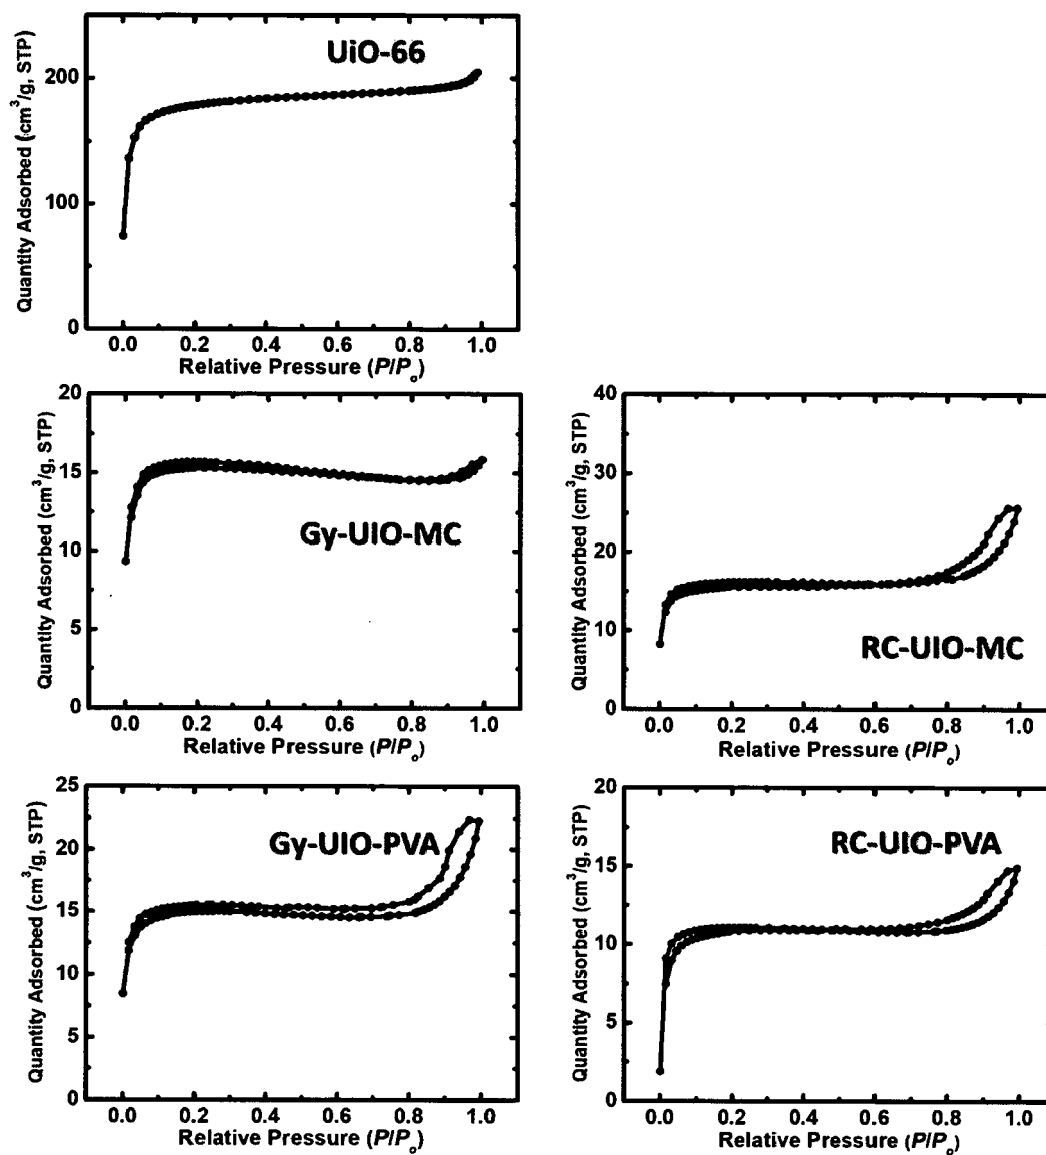 UiO-66
Quantity Adsorbed (cm³/g, STP)
200
100
0
0.0 0.2 0.4 0.6 0.8 1.0
Relative Pressure (P/Po)
Gy-UIO-MC
Quantity Adsorbed (cm³/g, STP)
20
15
10
5
0
0.0 0.2 0.4 0.6 0.8 1.0
Relative Pressure (P/Po)
RC-UIO-MC
Quantity Adsorbed (cm³/g, STP)
40
30
20
10
0
0.0 0.2 0.4 0.6 0.8 1.0
Relative Pressure (P/Po)
Gy-UIO-PVA
Quantity Adsorbed (cm³/g, STP)
25
20
15
10
5
0
0.0 0.2 0.4 0.6 0.8 1.0
Relative Pressure (P/Po)
RC-UIO-PVA
Quantity Adsorbed (cm³/g, STP)
20
15
10
5
0
0.0 0.2 0.4 0.6 0.8 1.0
Relative Pressure (P/Po)